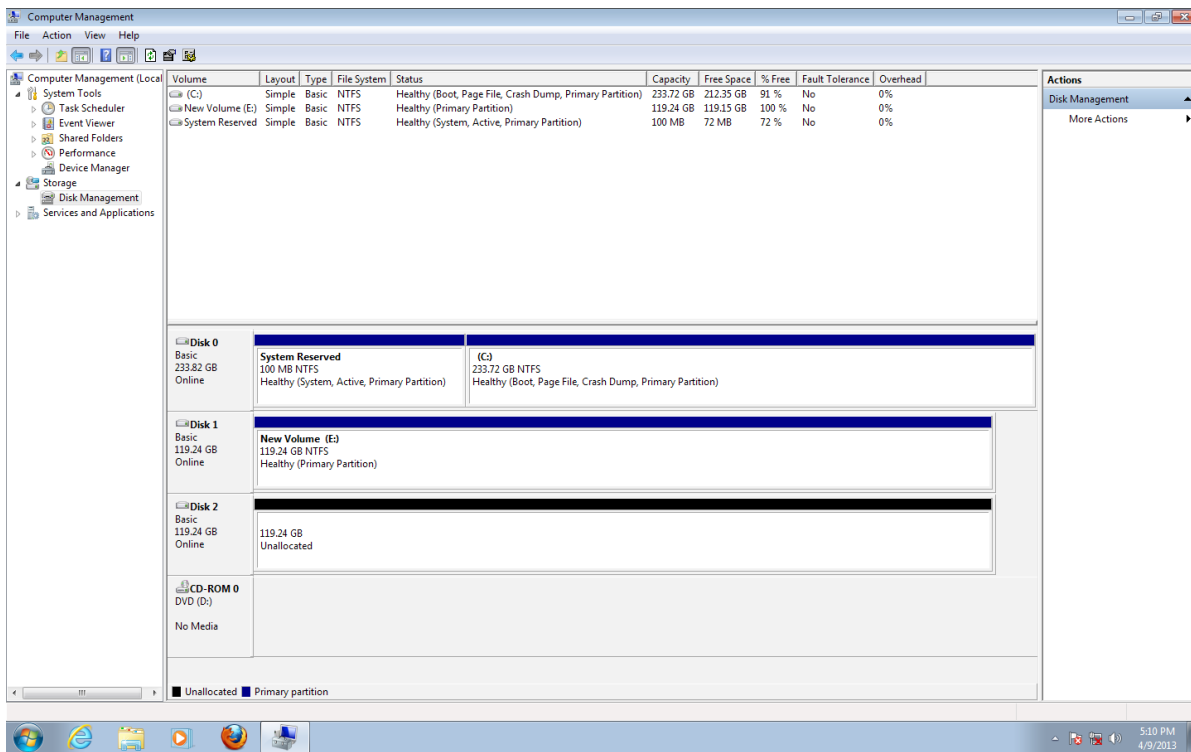 Computer Management
File Action View Help
Computer Management (Local
System Tools
Task Scheduler
Event Viewer
Shared Folders
Performance
Device Manager
Storage
Disk Management
Services and Applications
Volume Layout Type File System Status Capacity Free Space % Free Fault Tolerance Overhead
(C:) Simple Basic NTFS Healthy (Boot, Page File, Crash Dump, Primary Partition) 233.72 GB 212.35 GB 91 % No 0%
New Volume (E:) Simple Basic NTFS Healthy (Primary Partition) 119.24 GB 119.15 GB 100 % No 0%
System Reserved Simple Basic NTFS Healthy (System, Active, Primary Partition) 100 MB 72 MB 72 % No 0%
Disk 0
Basic
233.82 GB
Online
System Reserved
100 MB NTFS
Healthy (System, Active, Primary Partition)
(C:)
233.72 GB NTFS
Healthy (Boot, Page File, Crash Dump, Primary Partition)
Disk 1
Basic
119.24 GB
Online
New Volume (E:)
119.24 GB NTFS
Healthy (Primary Partition)
Disk 2
Basic
119.24 GB
Online
119.24 GB
Unallocated
CD-ROM 0
DVD (D:)
No Media
Unallocated Primary partition
Actions
Disk Management
More Actions
5:10 PM
4/9/2013